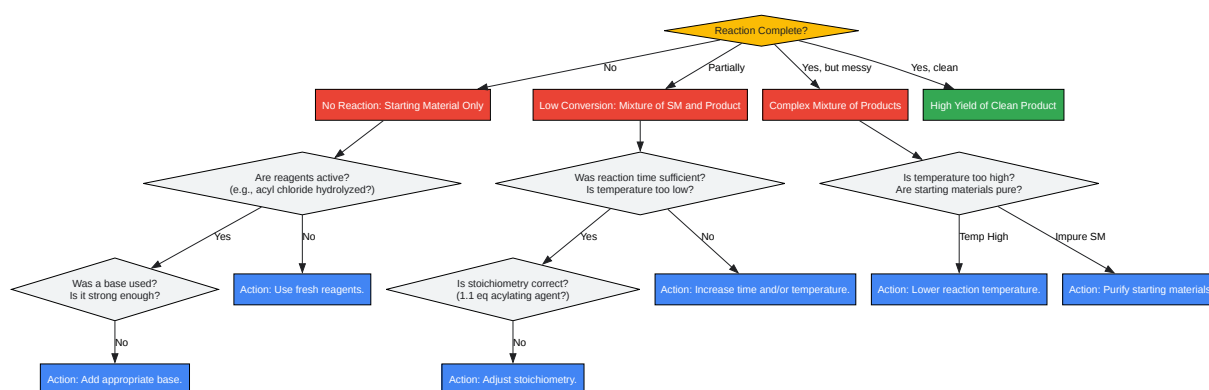 Reaction Complete?
No
Partially
Yes, but messy
Yes, clean
No Reaction: Starting Material Only
Low Conversion: Mixture of SM and Product
Complex Mixture of Products
High Yield of Clean Product
Are reagents active?
(e.g., acyl chloride hydrolyzed?)
Was reaction time sufficient?
Is temperature too low?
Is temperature too high?
Are starting materials pure?
Yes
No
Yes
No
Temp High
Impure SM
Was a base used?
Is it strong enough?
Action: Use fresh reagents.
Is stoichiometry correct?
(1.1 eq acylating agent?)
Action: Increase time and/or temperature.
Action: Lower reaction temperature.
Action: Purify starting materials
No
No
Action: Add appropriate base.
Action: Adjust stoichiometry.